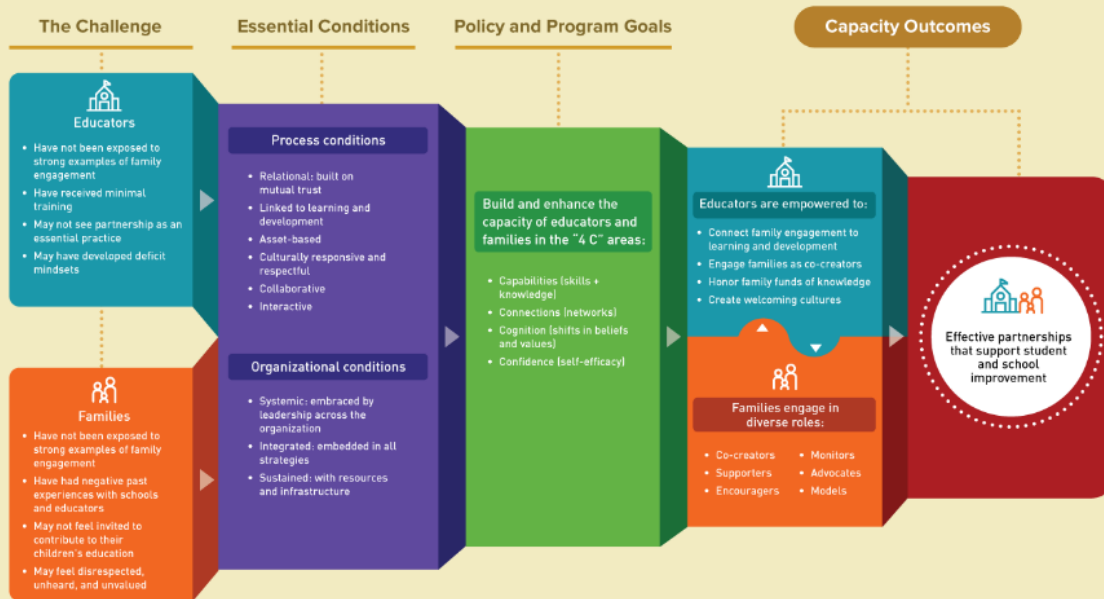 The Challenge
Essential Conditions
Policy and Program Goals
Capacity Outcomes
Educators
• Have not been exposed to
strong examples of family
engagement
• Have received minimal
training
• May not see partnership as an
essential practice
• May have developed deficit
mindsets
Families
• Have not been exposed to
strong examples of family
engagement
• Have had negative past
experiences with schools
and educators
• May not feel invited to
contribute to their
children's education
• May feel disrespected,
unheard, and unvalued
Process conditions
• Relational: built on
mutual trust
• Linked to learning and
development
• Asset-based
• Culturally responsive and
respectful
• Collaborative
• Interactive
Organizational conditions
• Systemic: embraced by
leadership across the
organization
• Integrated: embedded in all
strategies
• Sustained: with resources
and infrastructure
Build and enhance the
capacity of educators and
families in the "4 C" areas:
• Capabilities (skills +
knowledge)
• Connections (networks)
• Cognition (shifts in beliefs
and values)
• Confidence (self-efficacy)
Educators are empowered to:
• Connect family engagement to
learning and development
• Engage families as co-creators
• Honor family funds of knowledge
• Create welcoming cultures
Families engage in
diverse roles:
• Co-creators
• Supporters
• Encouragers
• Monitors
• Advocates
• Models
Effective partnerships
that support student
and school
improvement